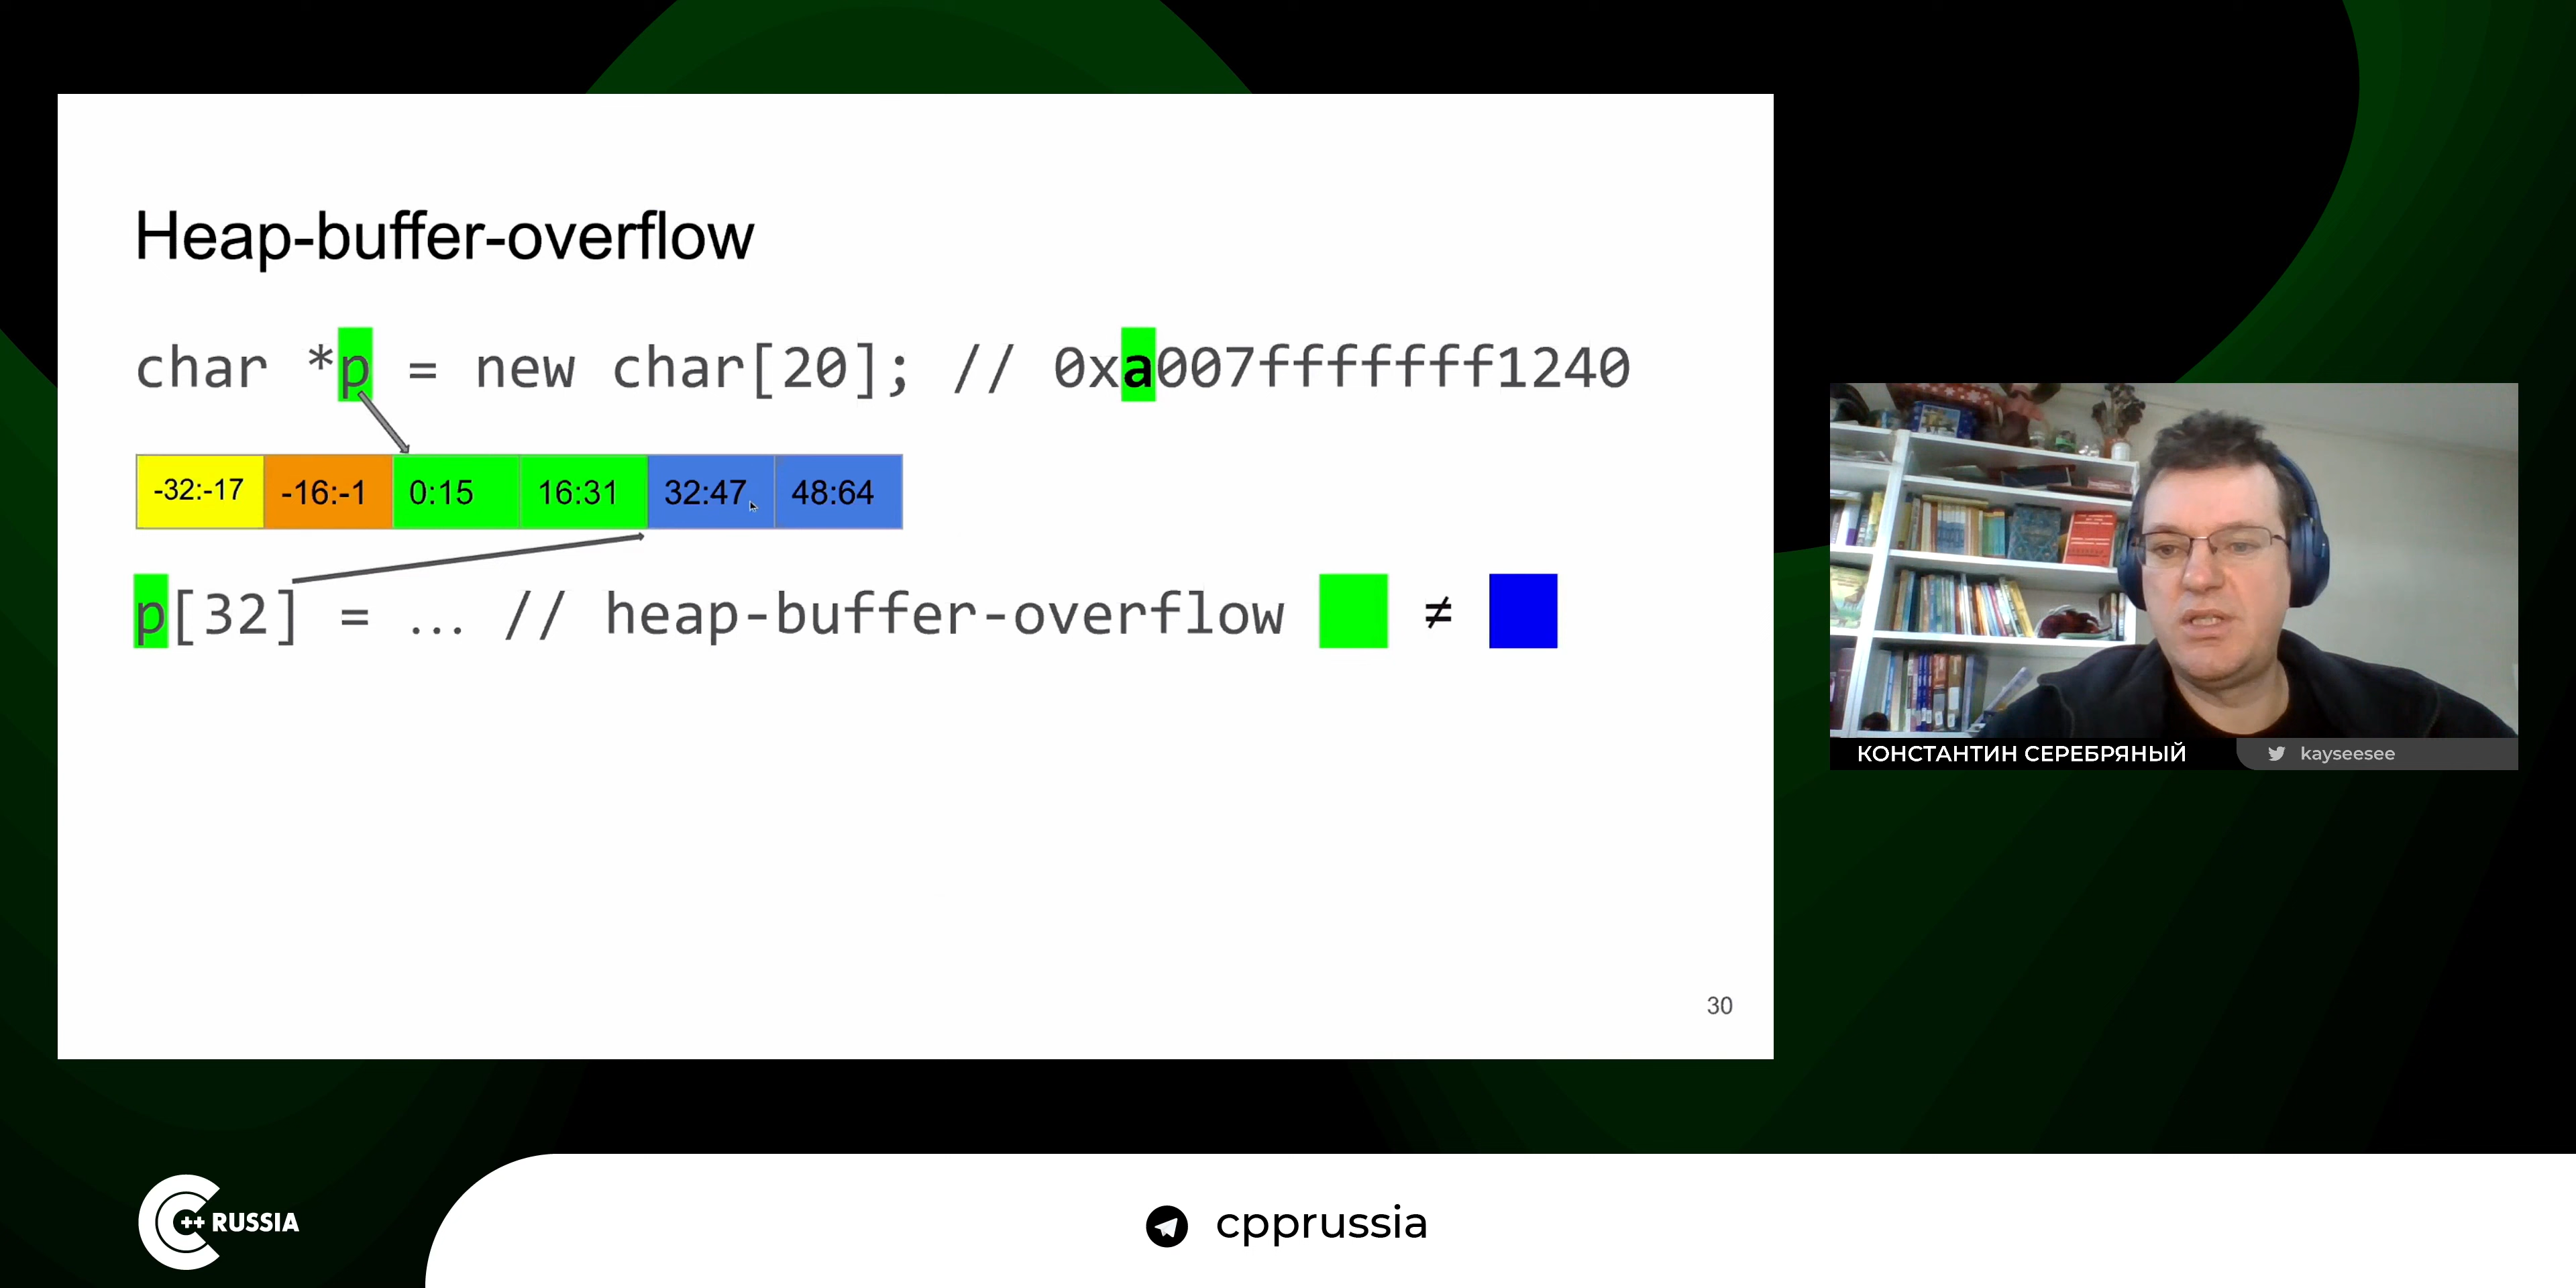 Heap-buffer-overflow
char *p = new char[20]; // 0xa007fffffff1240
-32:-17 -16:-1 0:15 16:31 32:47 48:64
p[32] = ... // heap-buffer-overflow ≠
30
КОНСТАНТИН СЕРЕБРЯНЫЙ kayseesee
C++ RUSSIA
cpprussia